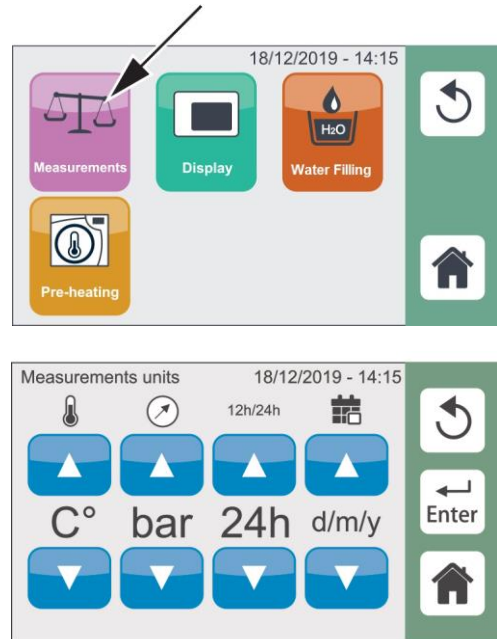 18/12/2019 - 14:15
Measurements Display Water Filling
H2O
Pre-heating
Measurements units 18/12/2019 - 14:15
12h/24h
C° bar 24h d/m/y
Enter